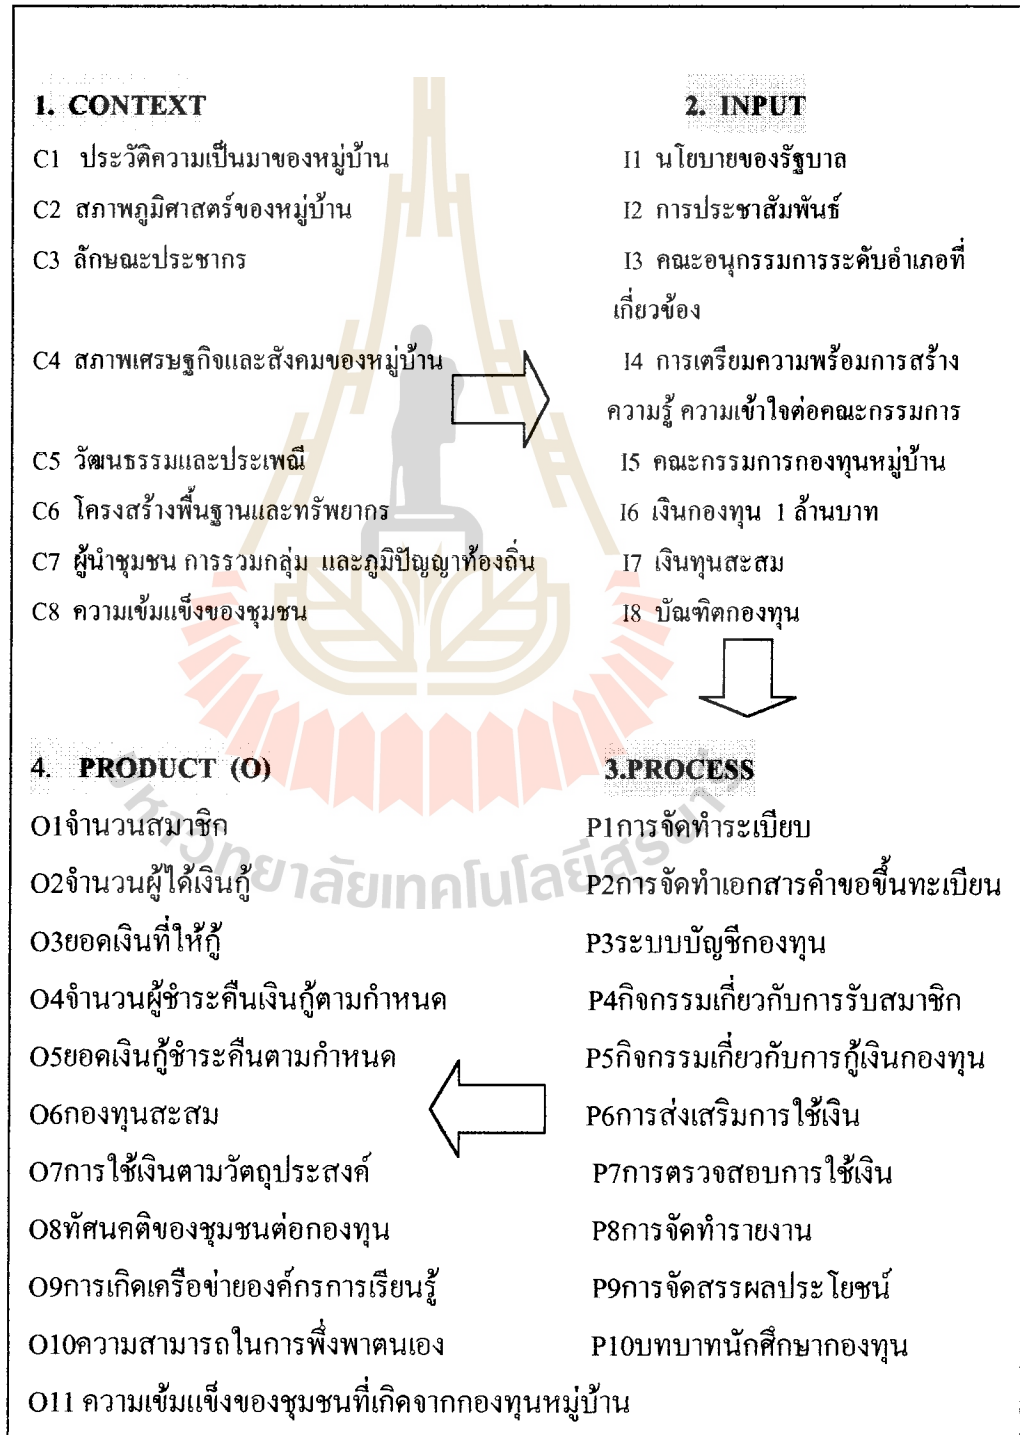 1. CONTEXT
C1 ประวัติความเป็นมาของหมู่บ้าน
C2 สภาพภูมิศาสตร์ของหมู่บ้าน
C3 ลักษณะประชากร
C4 สภาพเศรษฐกิจและสังคมของหมู่บ้าน
C5 วัฒนธรรมและประเพณี
C6 โครงสร้างพื้นฐานและทรัพยากร
C7 ผู้นำชุมชน การรวมกลุ่ม และภูมิปัญญาท้องถิ่น
C8 ความเข้มแข็งของชุมชน
2. INPUT
I1 นโยบายของรัฐบาล
I2 การประชาสัมพันธ์
I3 คณะอนุกรรมการระดับอำเภอที่
เกี่ยวข้อง
I4 การเตรียมความพร้อมการสร้าง
ความรู้ ความเข้าใจต่อคณะกรรมการ
I5 คณะกรรมการกองทุนหมู่บ้าน
I6 เงินกองทุน 1 ล้านบาท
I7 เงินทุนสะสม
I8 บัณฑิตกองทุน
3.PROCESS
P1การจัดทำระเบียบ
P2การจัดทำเอกสารคำขอขึ้นทะเบียน
P3ระบบบัญชีกองทุน
P4กิจกรรมเกี่ยวกับการรับสมาชิก
P5กิจกรรมเกี่ยวกับการกู้เงินกองทุน
P6การส่งเสริมการใช้เงิน
P7การตรวจสอบการใช้เงิน
P8การจัดทำรายงาน
P9การจัดสรรผลประโยชน์
P10บทบาทนักศึกษากองทุน
4. PRODUCT (O)
O1จำนวนสมาชิก
O2จำนวนผู้ได้เงินกู้
O3ยอดเงินที่ให้กู้
O4จำนวนผู้ชำระคืนเงินกู้ตามกำหนด
O5ยอดเงินกู้ชำระคืนตามกำหนด
O6กองทุนสะสม
O7การใช้เงินตามวัตถุประสงค์
O8ทัศนคติของชุมชนต่อกองทุน
O9การเกิดเครือข่ายองค์กรการเรียนรู้
O10ความสามารถในการพึ่งพาตนเอง
O11 ความเข้มแข็งของชุมชนที่เกิดจากกองทุนหมู่บ้าน
มหาวิทยาลัยเทคโนโลยีสุรนารี